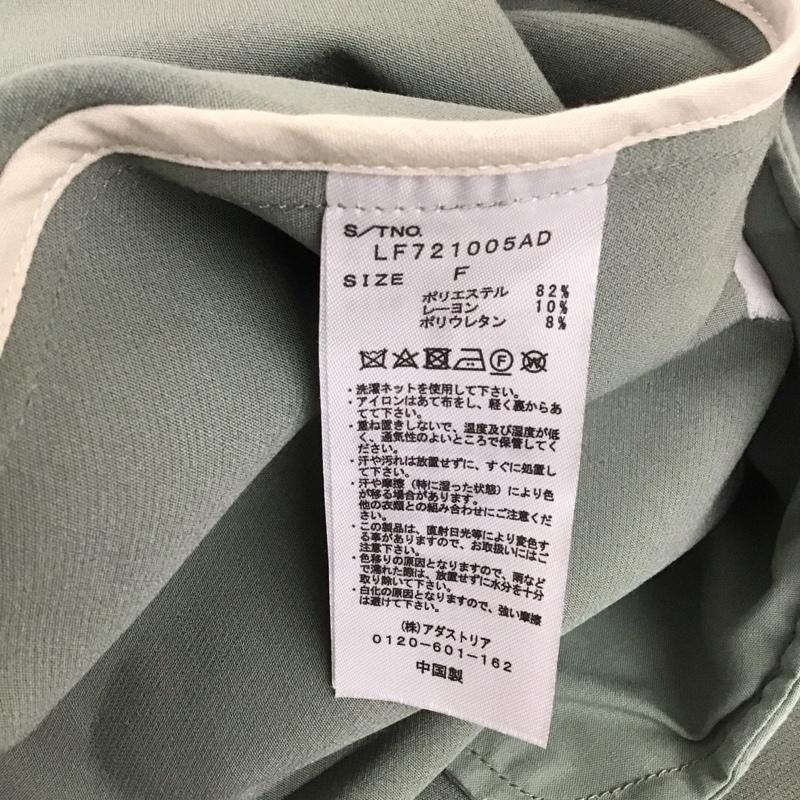 S/TNO.
LF721005AD
SIZE F
ポリエステル 82%
レーヨン 10%
ポリウレタン 8%
F W
・洗濯ネットを使用して下さい。
・アイロンはあて布をし、軽く裏からあ
てて下さい。
・重ね置きしないで、温度及び湿度が低
く、通気性のよいところで保管してく
ださい。
・汗や汚れは放置せずに、すぐに処置し
て下さい。
・汗や摩擦（特に湿った状態）により色
が移る場合があります。
他の衣類との組み合わせにご注意くだ
さい。
・この製品は、直射日光等により変色す
る事がありますので、お取扱いにはご
注意下さい。
・色移りの原因となりますので、雨など
で濡れた際は、放置せずに水分を十分
取り除いて下さい。
・白化の原因となりますので、強い摩擦
は避けて下さい。
(株)アダストリア
0120-601-162
中国製